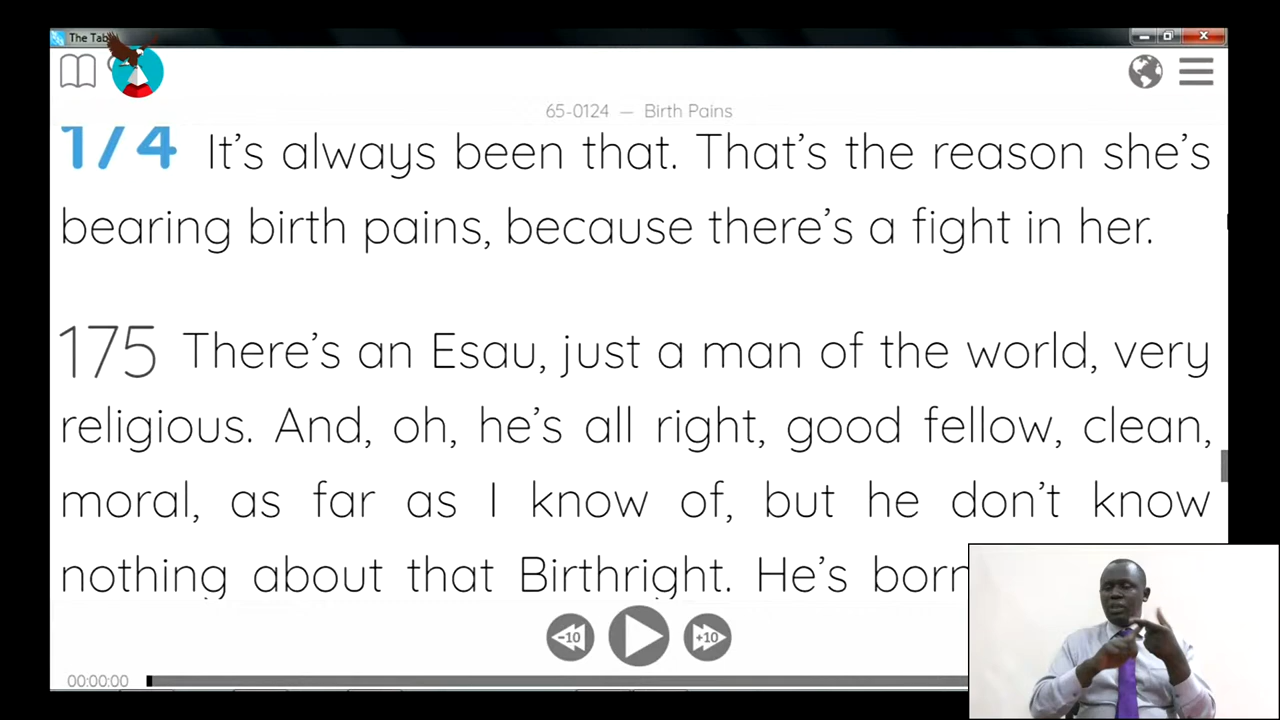 The Tab
65-0124 — Birth Pains
174 It's always been that. That's the reason she's
bearing birth pains, because there's a fight in her.
175 There's an Esau, just a man of the world, very
religious. And, oh, he's all right, good fellow, clean,
moral, as far as I know of, but he don't know
nothing about that Birthright. He's born
-10
+10
00:00:00